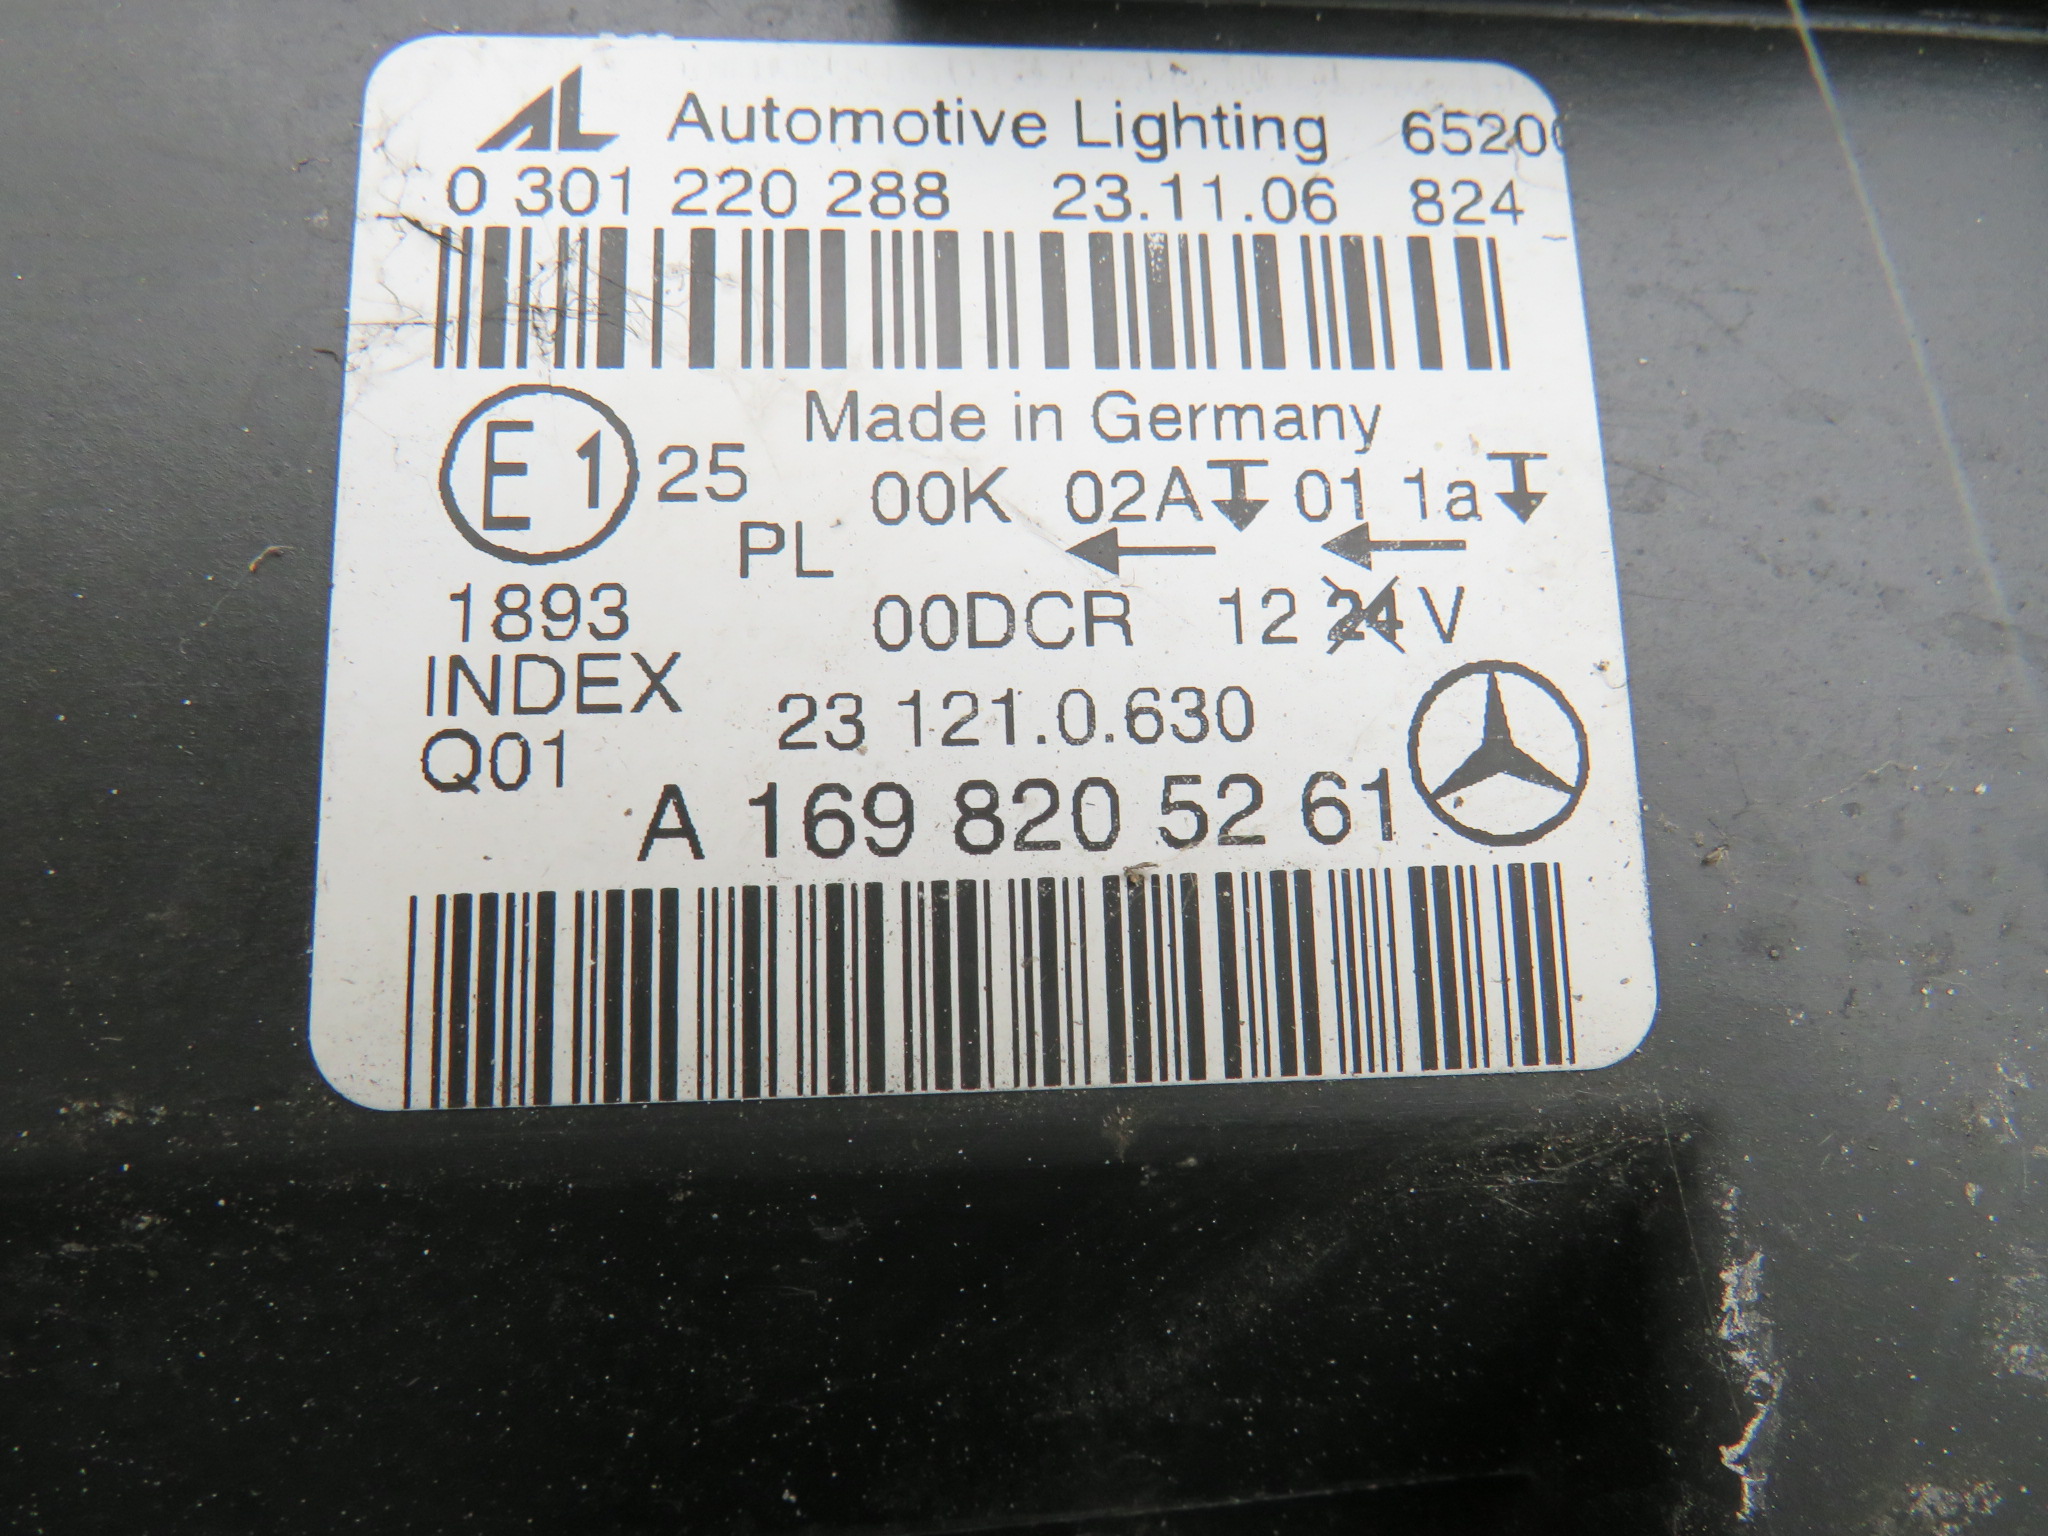 AL Automotive Lighting 6520
0 301 220 288 23.11.06 824
Made in Germany
E1 25 00K 02A 01 1a
PL
1893 00DCR 12 24 V
INDEX 23 121.0.630
Q01
A 169 820 52 61